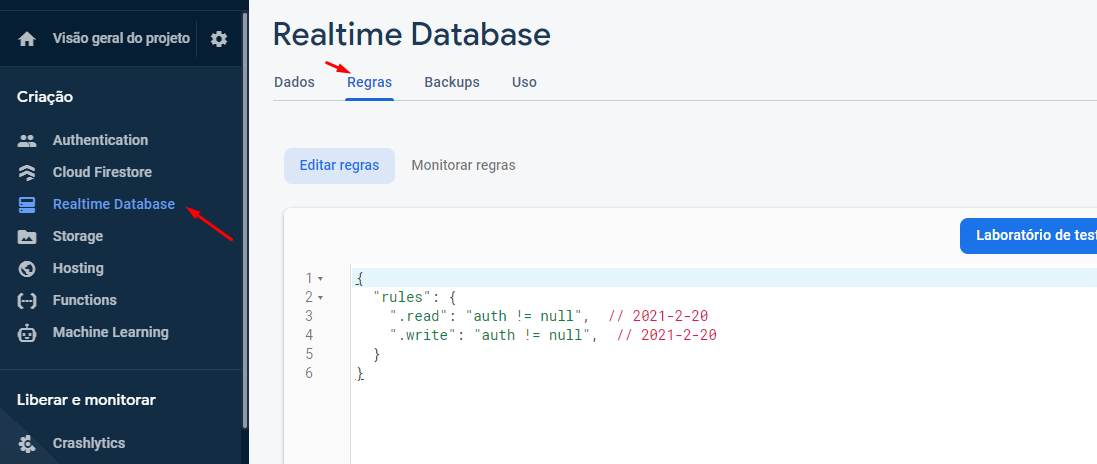 Visão geral do projeto
Criação
Authentication
Cloud Firestore
Realtime Database
Storage
Hosting
Functions
Machine Learning
Liberar e monitorar
Crashlytics
Realtime Database
Dados Regras Backups Uso
Editar regras Monitorar regras
Laboratório de test
1 {
2 "rules": {
3 ".read": "auth != null", // 2021-2-20
4 ".write": "auth != null", // 2021-2-20
5 }
6 }